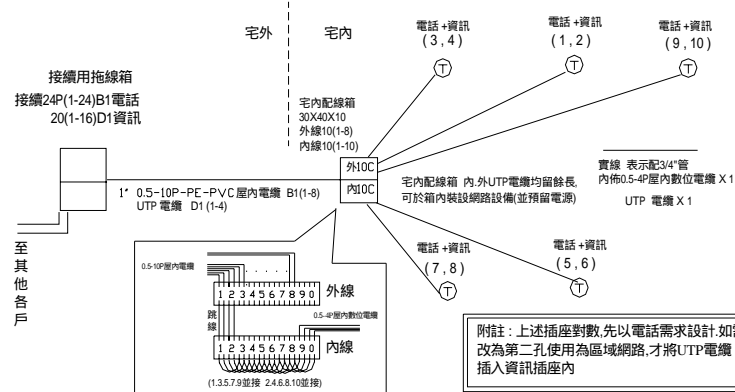 宅外
宅內
電話+資訊
(3,4)
T
電話+資訊
(1,2)
T
電話+資訊
(9,10)
T
接續用拖線箱
接續24P(1-24)B1電話
20(1-16)D1資訊
宅內配線箱
30X40X10
外線10(1-8)
內線10(1-10)
外10C
內10C
1" 0.5-10P-PE-PVC屋內電纜 B1(1-8)
UTP 電纜 D1(1-4)
宅內配線箱 內.外UTP電纜均留餘長,
可於箱內裝設網路設備(並預留電源)
實線 表示配3/4"管
內佈0.5-4P屋內數位電纜 X 1
UTP 電纜 X 1
至其他各戶
電話+資訊
(7,8)
T
電話+資訊
(5,6)
T
0.5-10P屋內電纜
1 2 3 4 5 6 7 8 9 0
外線
跳線
0.5-4P屋內數位電纜
1 2 3 4 5 6 7 8 9 0
內線
(1.3.5.7.9並接 2.4.6.8.10並接)
附註:上述插座對數,先以電話需求設計.如需
改為第二孔使用為區域網路,才將UTP電纜
插入資訊插座內